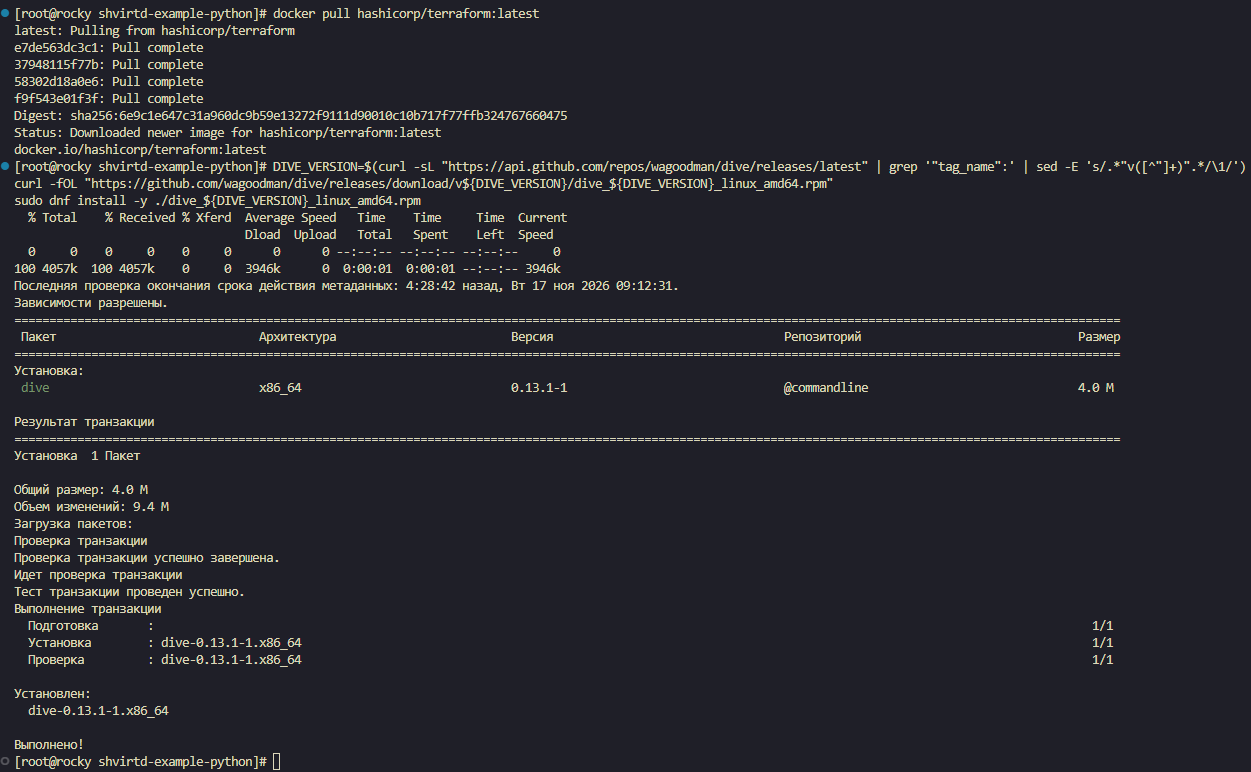 [root@rocky shvirtd-example-python]# docker pull hashicorp/terraform:latest
latest: Pulling from hashicorp/terraform
e7de563dc3c1: Pull complete
37948115f77b: Pull complete
58302d18a0e6: Pull complete
f9f543e01f3f: Pull complete
Digest: sha256:6e9c1e647c31a960dc9b59e13272f9111d90010c10b717f77ffb324767660475
Status: Downloaded newer image for hashicorp/terraform:latest
docker.io/hashicorp/terraform:latest
[root@rocky shvirtd-example-python]# DIVE_VERSION=$(curl -sL "https://api.github.com/repos/wagoodman/dive/releases/latest" | grep '"tag_name":' | sed -E 's/.*"v([^"]+)".*/\1/')
curl -fOL "https://github.com/wagoodman/dive/releases/download/v${DIVE_VERSION}/dive_${DIVE_VERSION}_linux_amd64.rpm"
sudo dnf install -y ./dive_${DIVE_VERSION}_linux_amd64.rpm
  % Total    % Received % Xferd  Average Speed   Time    Time     Time  Current
                                 Dload  Upload   Total   Spent    Left  Speed
  0     0    0     0    0     0      0      0 --:--:-- --:--:-- --:--:--     0
100 4057k  100 4057k    0     0  3946k      0  0:00:01  0:00:01 --:--:-- 3946k
Последняя проверка окончания срока действия метаданных: 4:28:42 назад, Вт 17 ноя 2026 09:12:31.
Зависимости разрешены.
================================================================================
 Пакет    Архитектура    Версия    Репозиторий    Размер
================================================================================
Установка:
 dive    x86_64    0.13.1-1    @commandline    4.0 M

Результат транзакции
================================================================================
Установка  1 Пакет

Общий размер: 4.0 M
Объем изменений: 9.4 M
Загрузка пакетов:
Проверка транзакции
Проверка транзакции успешно завершена.
Идет проверка транзакции
Тест транзакции проведен успешно.
Выполнение транзакции
  Подготовка       :    1/1
  Установка        : dive-0.13.1-1.x86_64    1/1
  Проверка         : dive-0.13.1-1.x86_64    1/1

Установлен:
  dive-0.13.1-1.x86_64

Выполнено!
[root@rocky shvirtd-example-python]#